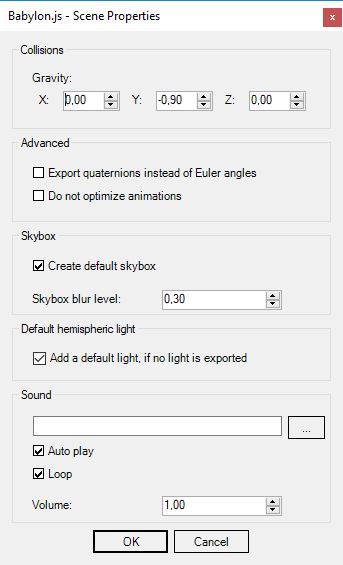 Babylon.js - Scene Properties
x
Collisions
Gravity:
X: 0,00 Y: -0,90 Z: 0,00
Advanced
Export quaternions instead of Euler angles
Do not optimize animations
Skybox
Create default skybox
Skybox blur level: 0,30
Default hemispheric light
Add a default light, if no light is exported
Sound
...
Auto play
Loop
Volume: 1,00
OK Cancel